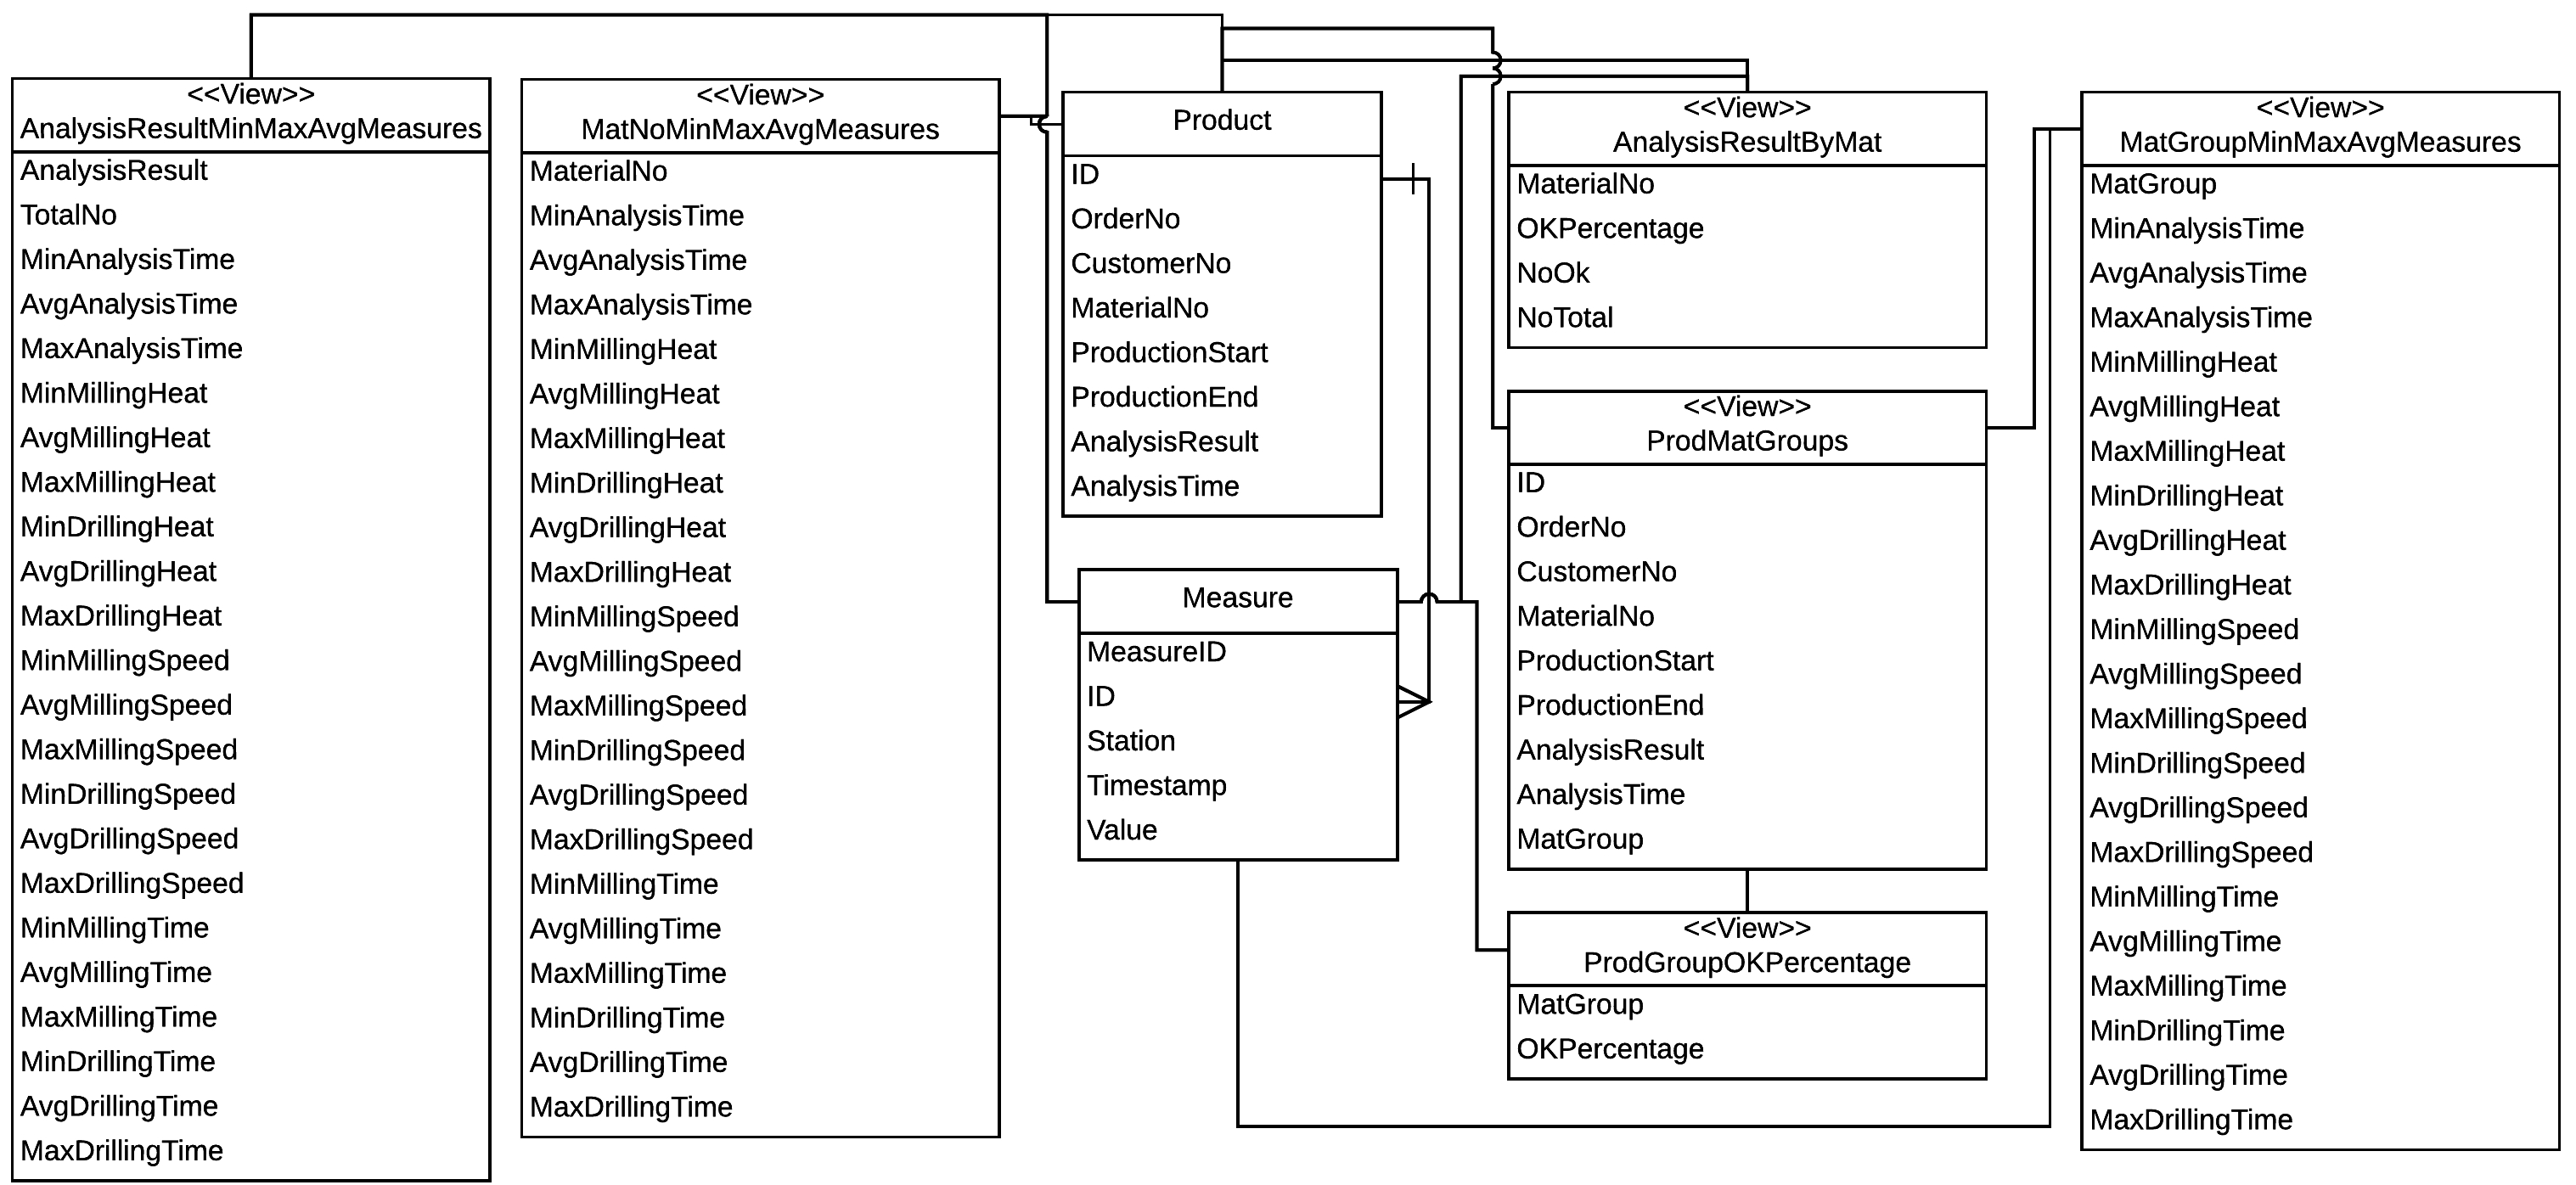 <<View>>
AnalysisResultMinMaxAvgMeasures
AnalysisResult
TotalNo
MinAnalysisTime
AvgAnalysisTime
MaxAnalysisTime
MinMillingHeat
AvgMillingHeat
MaxMillingHeat
MinDrillingHeat
AvgDrillingHeat
MaxDrillingHeat
MinMillingSpeed
AvgMillingSpeed
MaxMillingSpeed
MinDrillingSpeed
AvgDrillingSpeed
MaxDrillingSpeed
MinMillingTime
AvgMillingTime
MaxMillingTime
MinDrillingTime
AvgDrillingTime
MaxDrillingTime
<<View>>
MatNoMinMaxAvgMeasures
MaterialNo
MinAnalysisTime
AvgAnalysisTime
MaxAnalysisTime
MinMillingHeat
AvgMillingHeat
MaxMillingHeat
MinDrillingHeat
AvgDrillingHeat
MaxDrillingHeat
MinMillingSpeed
AvgMillingSpeed
MaxMillingSpeed
MinDrillingSpeed
AvgDrillingSpeed
MaxDrillingSpeed
MinMillingTime
AvgMillingTime
MaxMillingTime
MinDrillingTime
AvgDrillingTime
MaxDrillingTime
Product
ID
OrderNo
CustomerNo
MaterialNo
ProductionStart
ProductionEnd
AnalysisResult
AnalysisTime
Measure
MeasureID
ID
Station
Timestamp
Value
<<View>>
AnalysisResultByMat
MaterialNo
OKPercentage
NoOk
NoTotal
<<View>>
ProdMatGroups
ID
OrderNo
CustomerNo
MaterialNo
ProductionStart
ProductionEnd
AnalysisResult
AnalysisTime
MatGroup
<<View>>
ProdGroupOKPercentage
MatGroup
OKPercentage
<<View>>
MatGroupMinMaxAvgMeasures
MatGroup
MinAnalysisTime
AvgAnalysisTime
MaxAnalysisTime
MinMillingHeat
AvgMillingHeat
MaxMillingHeat
MinDrillingHeat
AvgDrillingHeat
MaxDrillingHeat
MinMillingSpeed
AvgMillingSpeed
MaxMillingSpeed
MinDrillingSpeed
AvgDrillingSpeed
MaxDrillingSpeed
MinMillingTime
AvgMillingTime
MaxMillingTime
MinDrillingTime
AvgDrillingTime
MaxDrillingTime